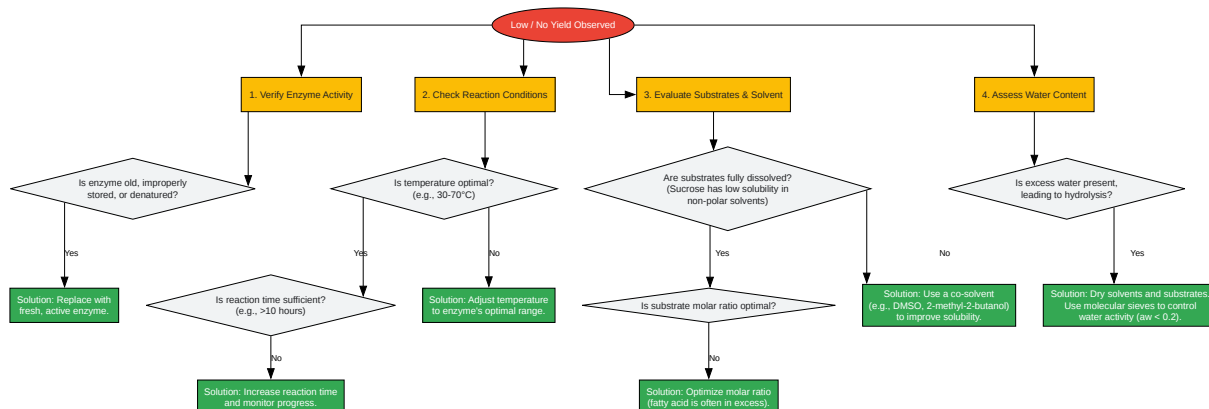 Low / No Yield Observed
1. Verify Enzyme Activity
2. Check Reaction Conditions
3. Evaluate Substrates & Solvent
4. Assess Water Content
Is enzyme old, improperly
stored, or denatured?
Is temperature optimal?
(e.g., 30-70°C)
Are substrates fully dissolved?
(Sucrose has low solubility in
non-polar solvents)
Is excess water present,
leading to hydrolysis?
Yes
Yes
No
Yes
No
Yes
Solution: Replace with
fresh, active enzyme.
Is reaction time sufficient?
(e.g., >10 hours)
Solution: Adjust temperature
to enzyme's optimal range.
Is substrate molar ratio optimal?
Solution: Use a co-solvent
(e.g., DMSO, 2-methyl-2-butanol)
to improve solubility.
Solution: Dry solvents and substrates.
Use molecular sieves to control
water activity (aw < 0.2).
No
No
Solution: Increase reaction time
and monitor progress.
Solution: Optimize molar ratio
(fatty acid is often in excess).